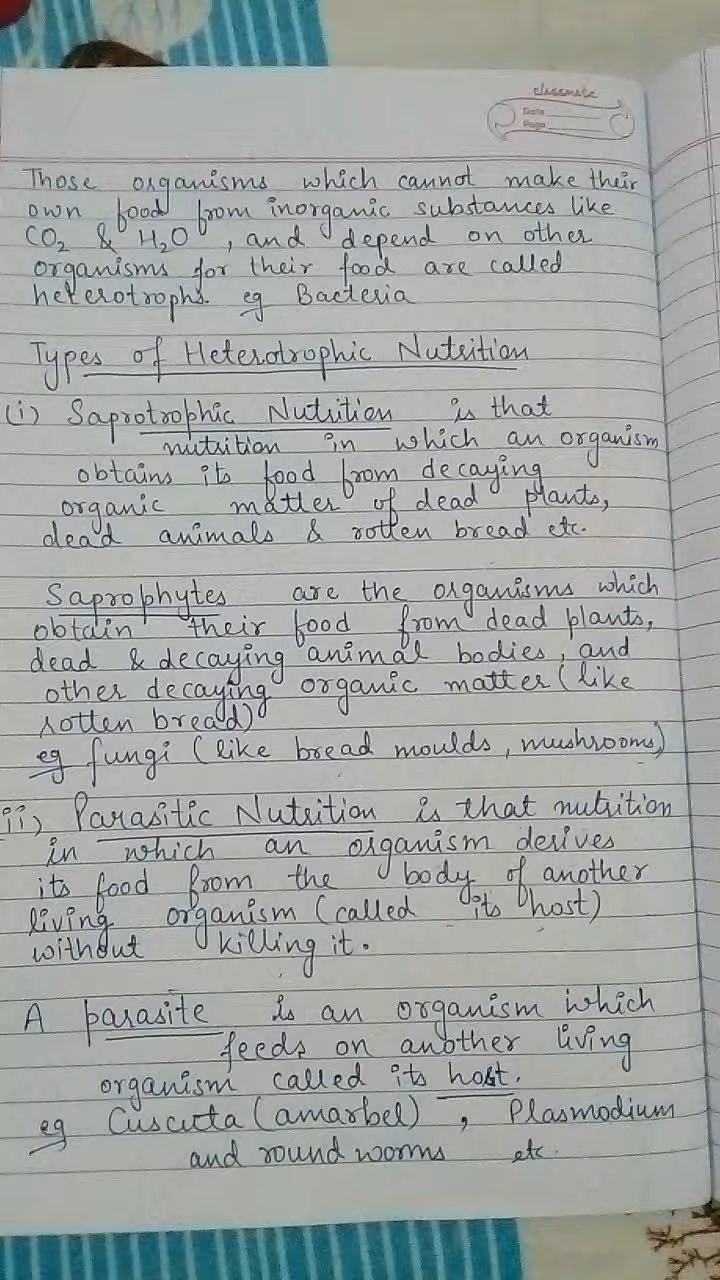 classmate
Date
Page
Those organisms which cannot make their
own food from inorganic substances like
CO₂ & H₂O , and depend on other
organisms for their food are called
heterotrophs. eg Bacteria
Types of Heterotrophic Nutrition
(i) Saprotrophic Nutrition is that
nutrition in which an organism
obtains its food from decaying
organic matter of dead plants,
dead animals & rotten bread etc.
Saprophytes are the organisms which
obtain their food from dead plants,
dead & decaying animal bodies, and
other decaying organic matter (like
rotten bread)
eg fungi (like bread moulds, mushrooms)
ii) Parasitic Nutrition is that nutrition
in which an organism derives
its food from the body of another
living organism (called its host)
without killing it.
A parasite is an organism which
feeds on another living
organism called its host.
eg Cuscuta (amarbel) , Plasmodium
and round worms etc.